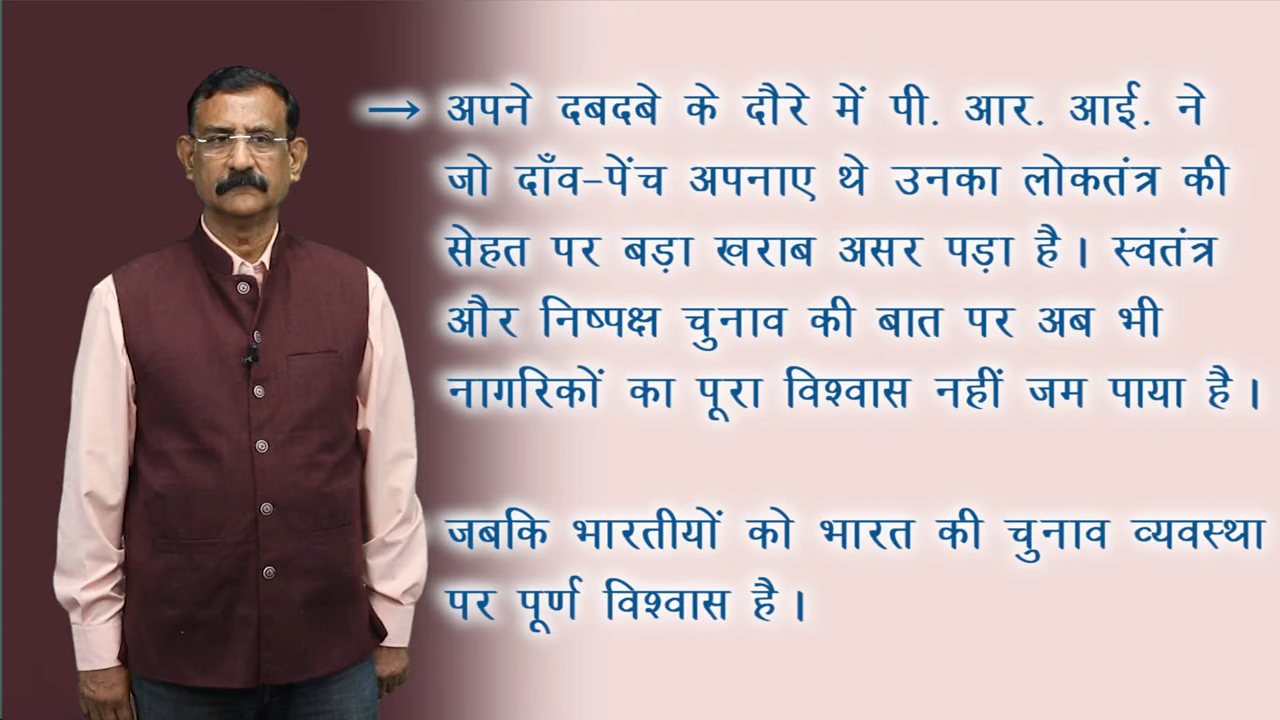 → अपने दबदबे के दौरे में पी. आर. आई. ने
जो दाँव-पेंच अपनाए थे उनका लोकतंत्र की
सेहत पर बड़ा खराब असर पड़ा है। स्वतंत्र
और निष्पक्ष चुनाव की बात पर अब भी
नागरिकों का पूरा विश्वास नहीं जम पाया है।
जबकि भारतीयों को भारत की चुनाव व्यवस्था
पर पूर्ण विश्वास है।